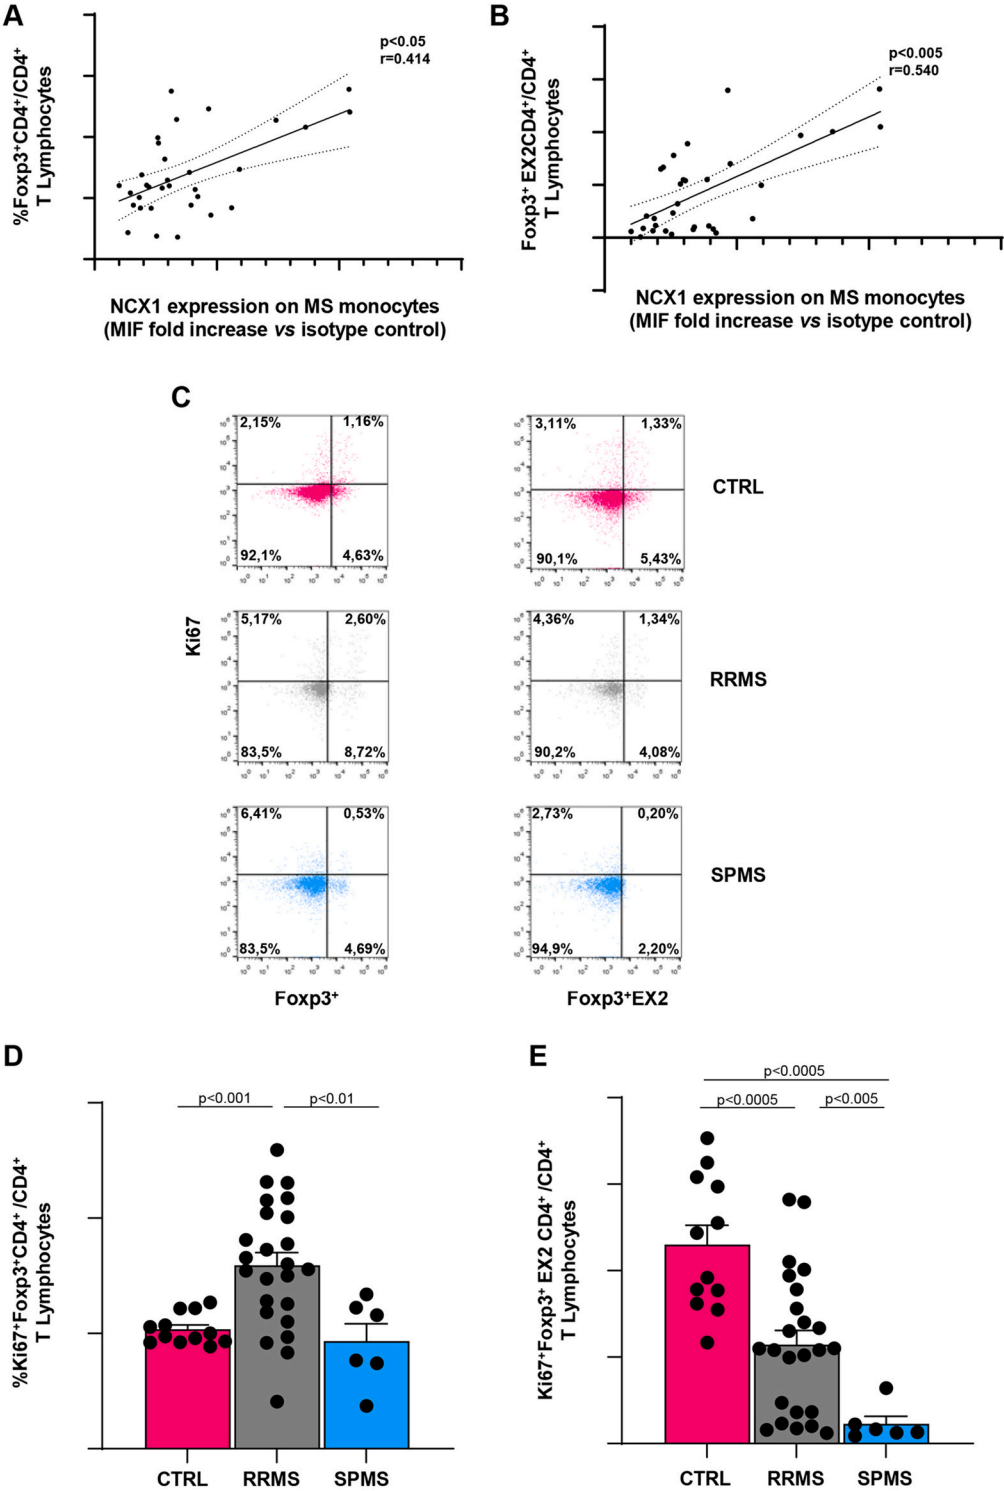 A
%Foxp3⁺CD4⁺/CD4⁺
T Lymphocytes
p<0.05
r=0.414
NCX1 expression on MS monocytes
(MIF fold increase vs isotype control)
B
Foxp3⁺ EX2CD4⁺/CD4⁺
T Lymphocytes
p<0.005
r=0.540
NCX1 expression on MS monocytes
(MIF fold increase vs isotype control)
C
Ki67
2,15% 1,16%
92,1% 4,63%
3,11% 1,33%
90,1% 5,43%
CTRL
5,17% 2,60%
83,5% 8,72%
4,36% 1,34%
90,2% 4,08%
RRMS
6,41% 0,53%
83,5% 4,69%
2,73% 0,20%
94,9% 2,20%
SPMS
Foxp3⁺
Foxp3⁺EX2
D
%Ki67⁺Foxp3⁺CD4⁺/CD4⁺
T Lymphocytes
p<0.001
p<0.01
CTRL RRMS SPMS
E
Ki67⁺Foxp3⁺ EX2 CD4⁺/CD4⁺
T Lymphocytes
p<0.0005
p<0.0005
p<0.005
CTRL RRMS SPMS